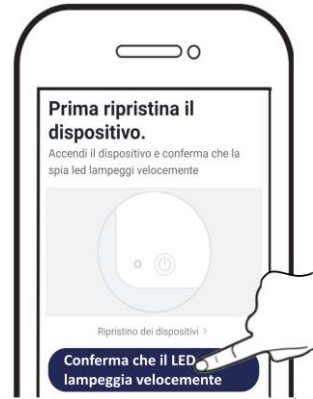 Prima ripristina il
dispositivo.
Accendi il dispositivo e conferma che la
spia led lampeggi velocemente
Ripristino dei dispositivi >
Conferma che il LED
lampeggia velocemente